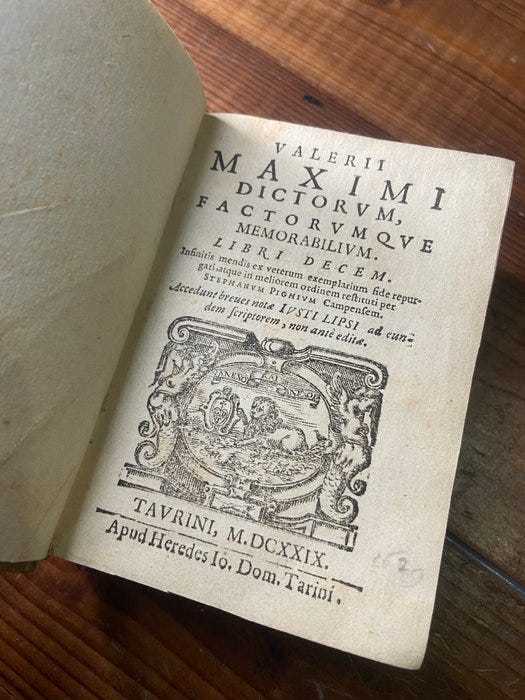 VALERII
MAXIMI
DICTORVM,
FACTORVMQVE
MEMORABILIVM.
LIBRI DECEM.
Infinitis mendis ex veterum exemplarium fide repur-
gati atque in meliorem ordinem restituti per
STEPHANVM PIGHIVM Campensem.
Accedunt breues notæ IVSTI LIPSI ad eun-
dem scriptorem, non antè editæ.
TAVRINI, M.DCXXIX.
Apud Heredes Io. Dom. Tarini.
1629